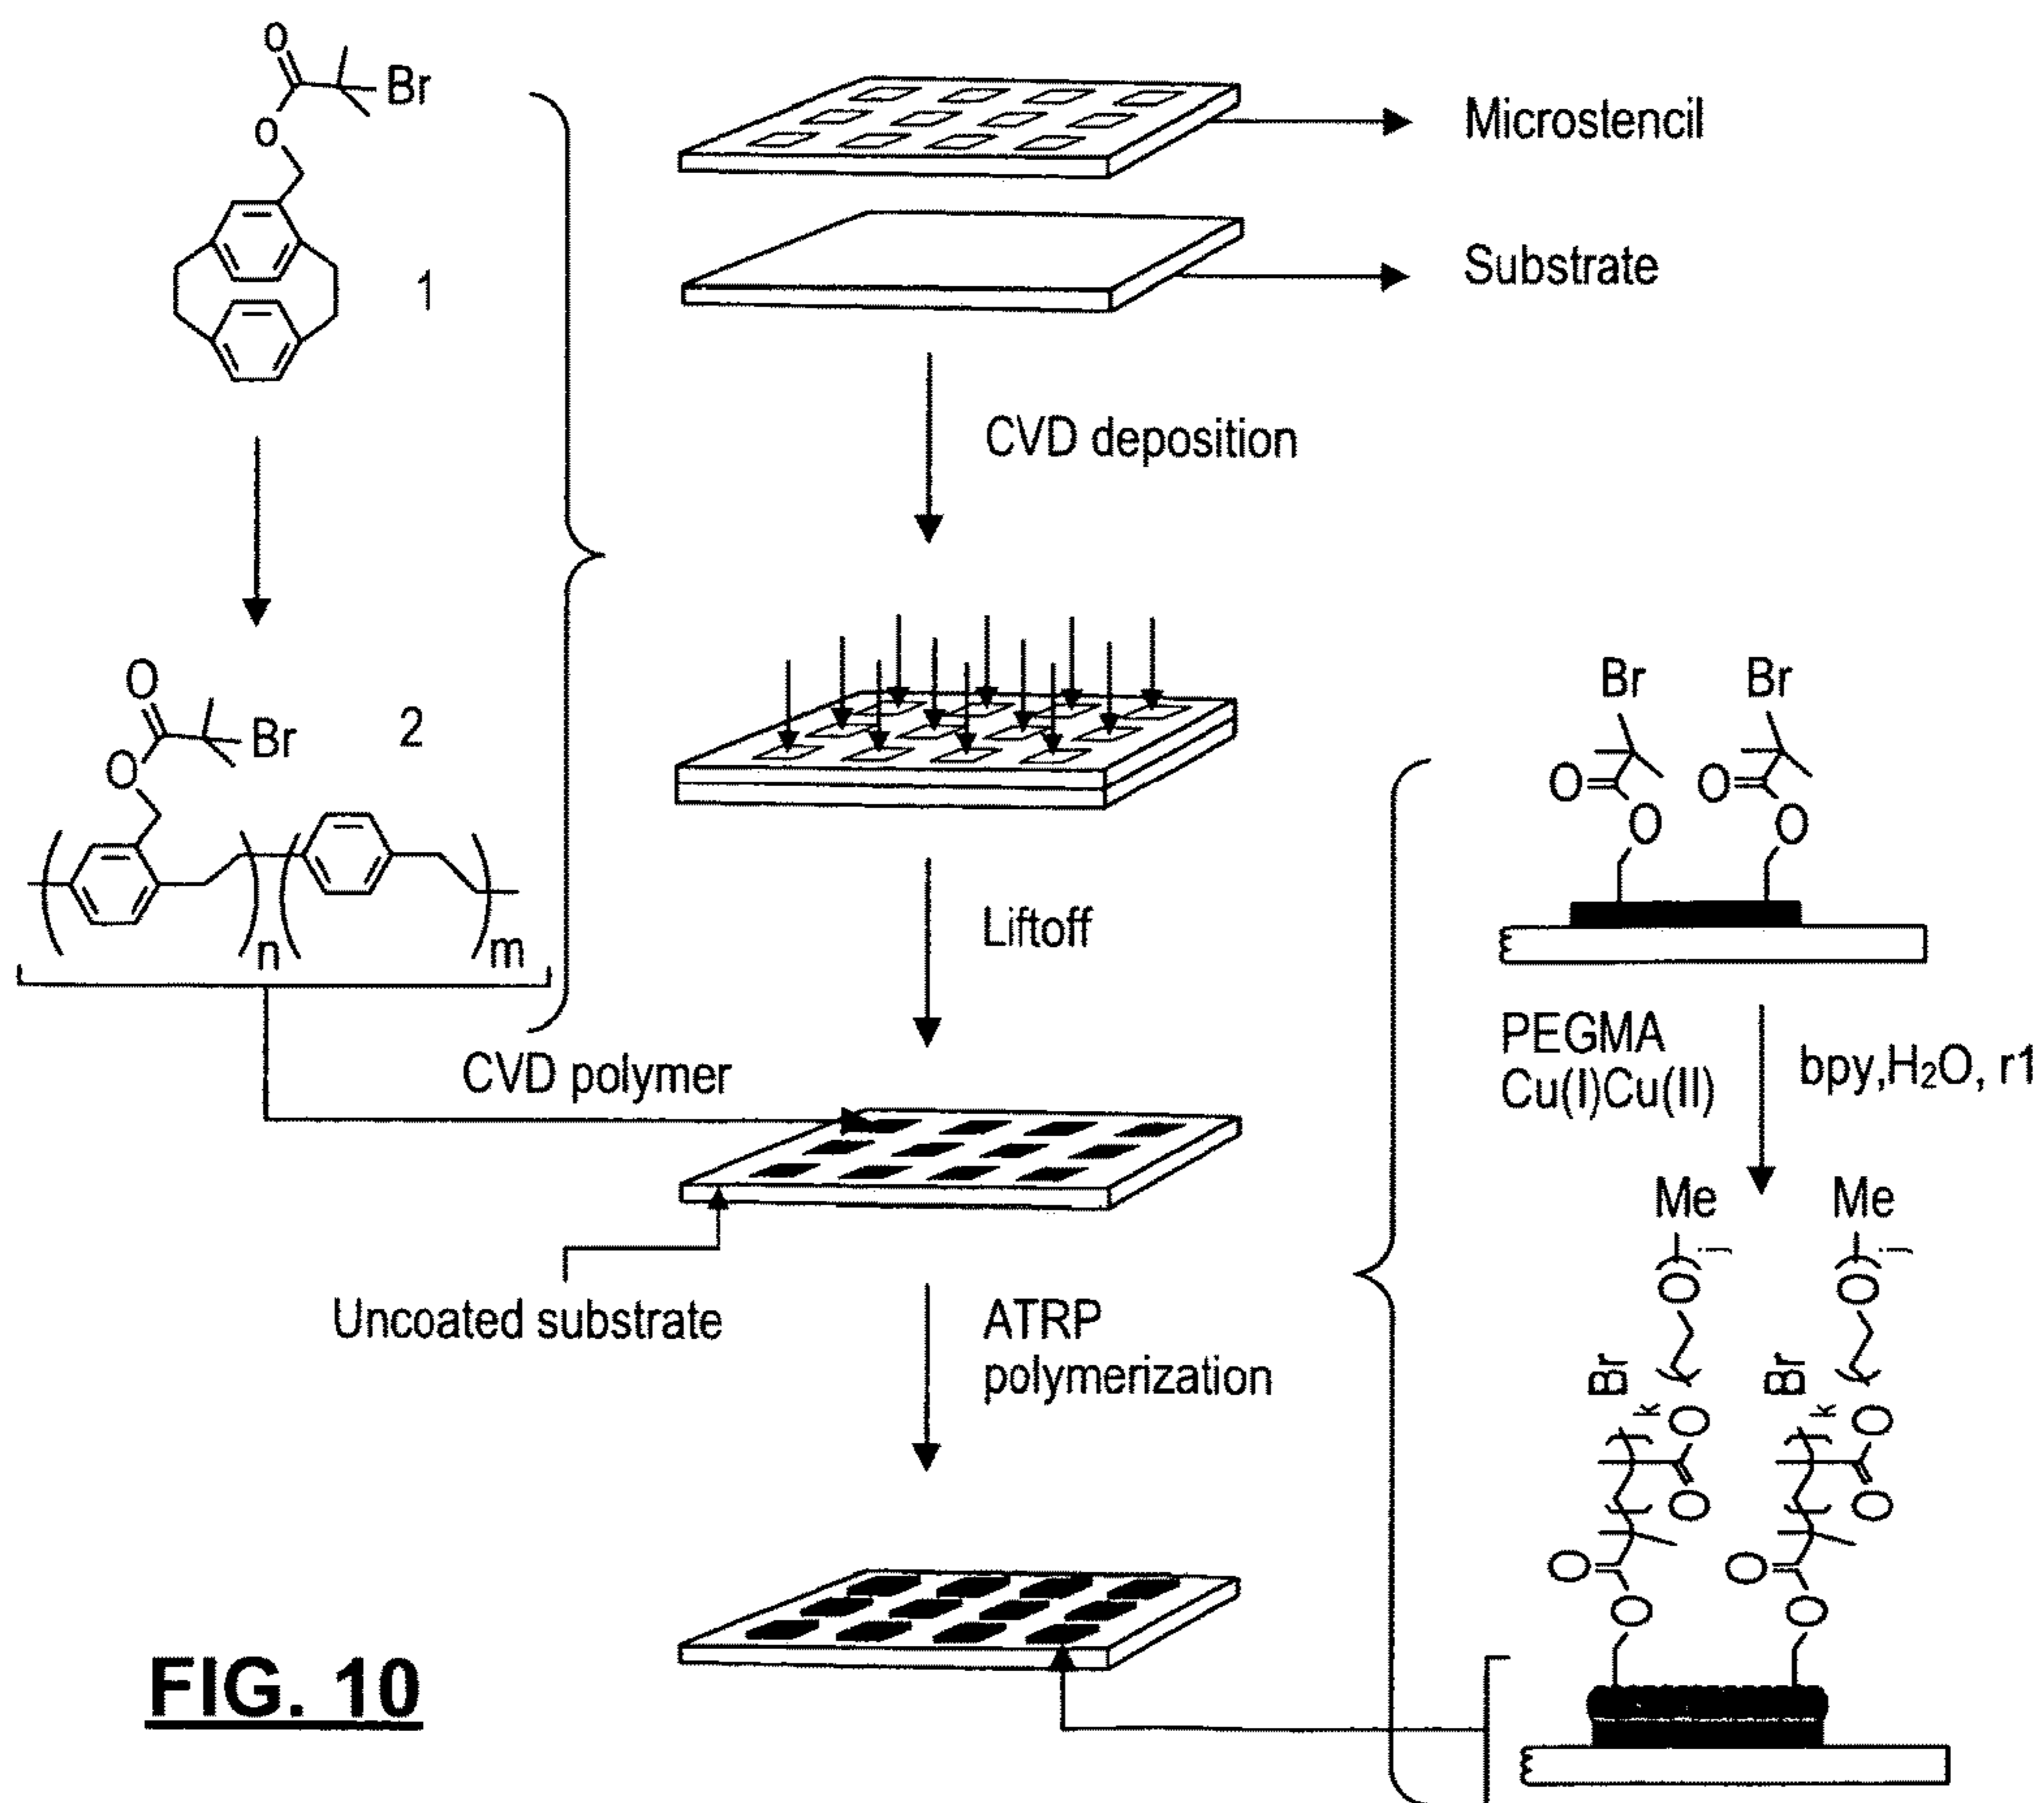 O
Br
O
1
Microstencil
Substrate
CVD deposition
O
Br
O
2
n
m
Liftoff
CVD polymer
Uncoated substrate
ATRP
polymerization
Br Br
O O
O O
PEGMA
Cu(I)Cu(II)
bpy,H₂O, r1
Me Me
j j
O O
Br Br
k k
O O
O O
O O
O O
FIG. 10